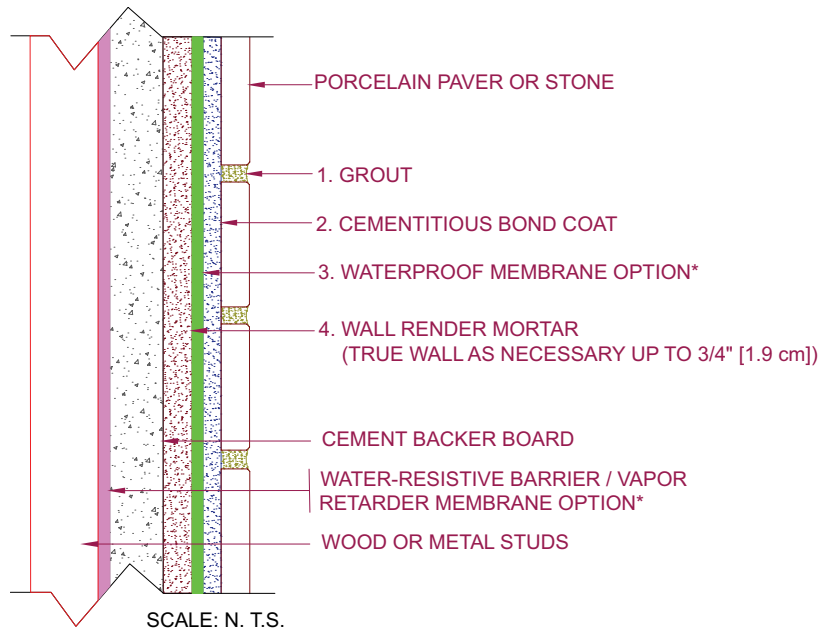 PORCELAIN PAVER OR STONE
1. GROUT
2. CEMENTITIOUS BOND COAT
3. WATERPROOF MEMBRANE OPTION*
4. WALL RENDER MORTAR
(TRUE WALL AS NECESSARY UP TO 3/4" [1.9 cm])
CEMENT BACKER BOARD
WATER-RESISTIVE BARRIER / VAPOR
RETARDER MEMBRANE OPTION*
WOOD OR METAL STUDS
SCALE: N. T.S.